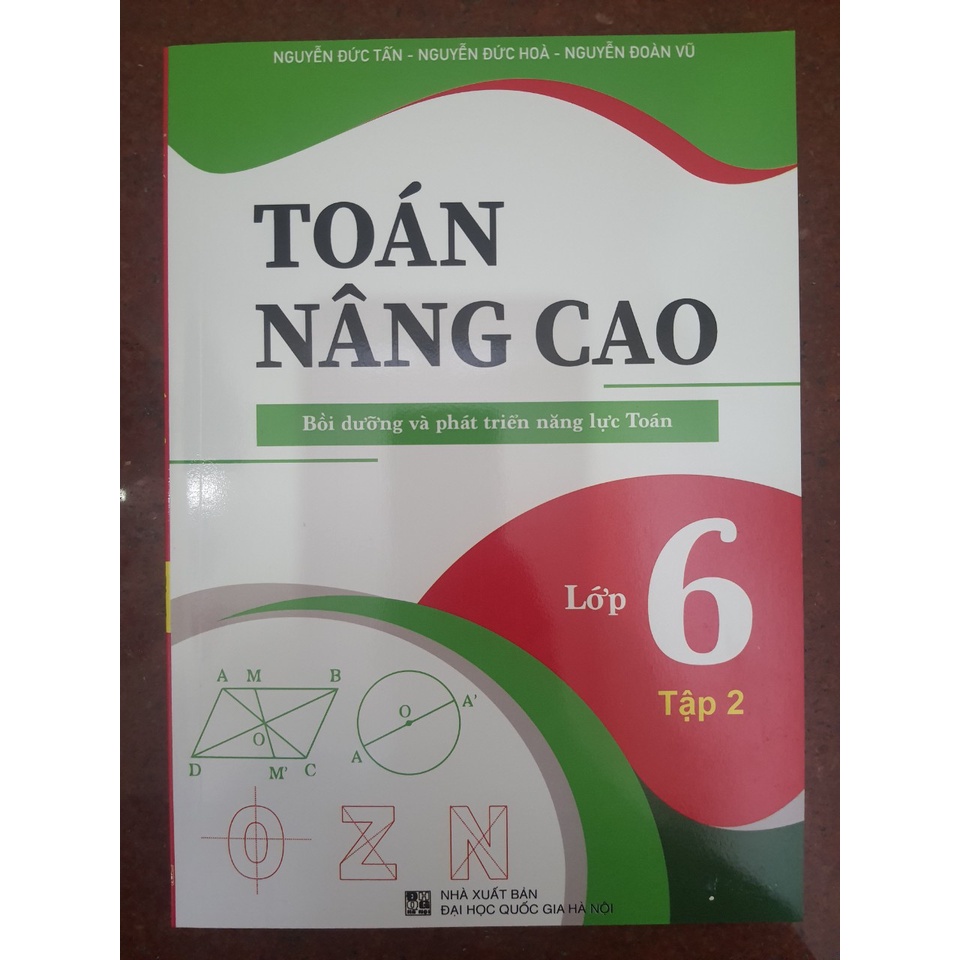 NGUYỄN ĐỨC TẤN - NGUYỄN ĐỨC HOÀ - NGUYỄN ĐOÀN VŨ
TOÁN
NÂNG CAO
Bồi dưỡng và phát triển năng lực Toán
Lớp 6
Tập 2
A M B
O
D M' C
O A'
A
O Z N
NHÀ XUẤT BẢN
ĐẠI HỌC QUỐC GIA HÀ NỘI